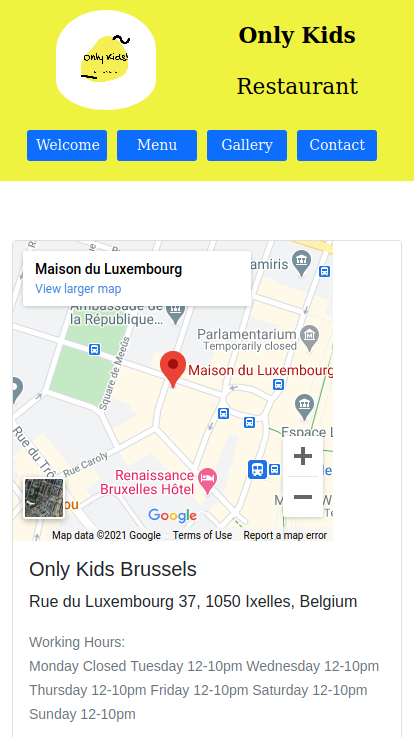 Only Kids
Only Kids!
Restaurant
Welcome
Menu
Gallery
Contact
Maison du Luxembourg
View larger map
amiris
Ambassade de
la République...
Parlamentarium
Temporarily closed
Square de Meeûs
Maison du Luxembourg
Espace L
Rue du Trô
Rue Caroly
Renaissance
Bruxelles Hôtel
ou
Google
Map data ©2021 Google
Terms of Use
Report a map error
Only Kids Brussels
Rue du Luxembourg 37, 1050 Ixelles, Belgium
Working Hours:
Monday Closed Tuesday 12-10pm Wednesday 12-10pm
Thursday 12-10pm Friday 12-10pm Saturday 12-10pm
Sunday 12-10pm